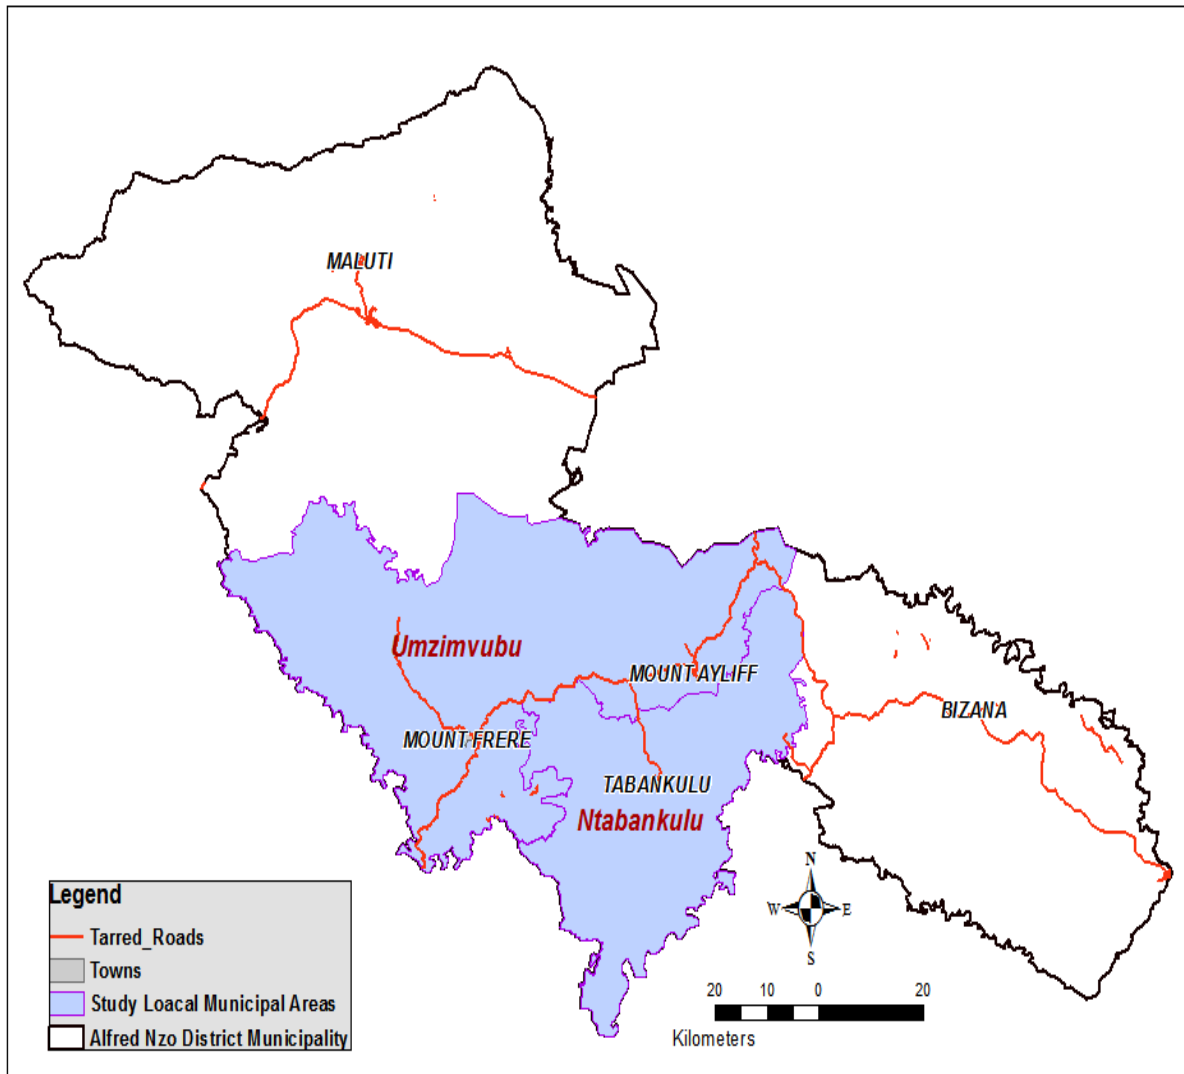 MALUTI
Umzimvubu
MOUNT AYLIFF
BIZANA
MOUNT FRERE
TABANKULU
Ntabankulu
N
W E
S
Legend
Tarred_Roads
Towns
Study Loacal Municipal Areas
Alfred Nzo District Municipality
20 10 0 20
Kilometers